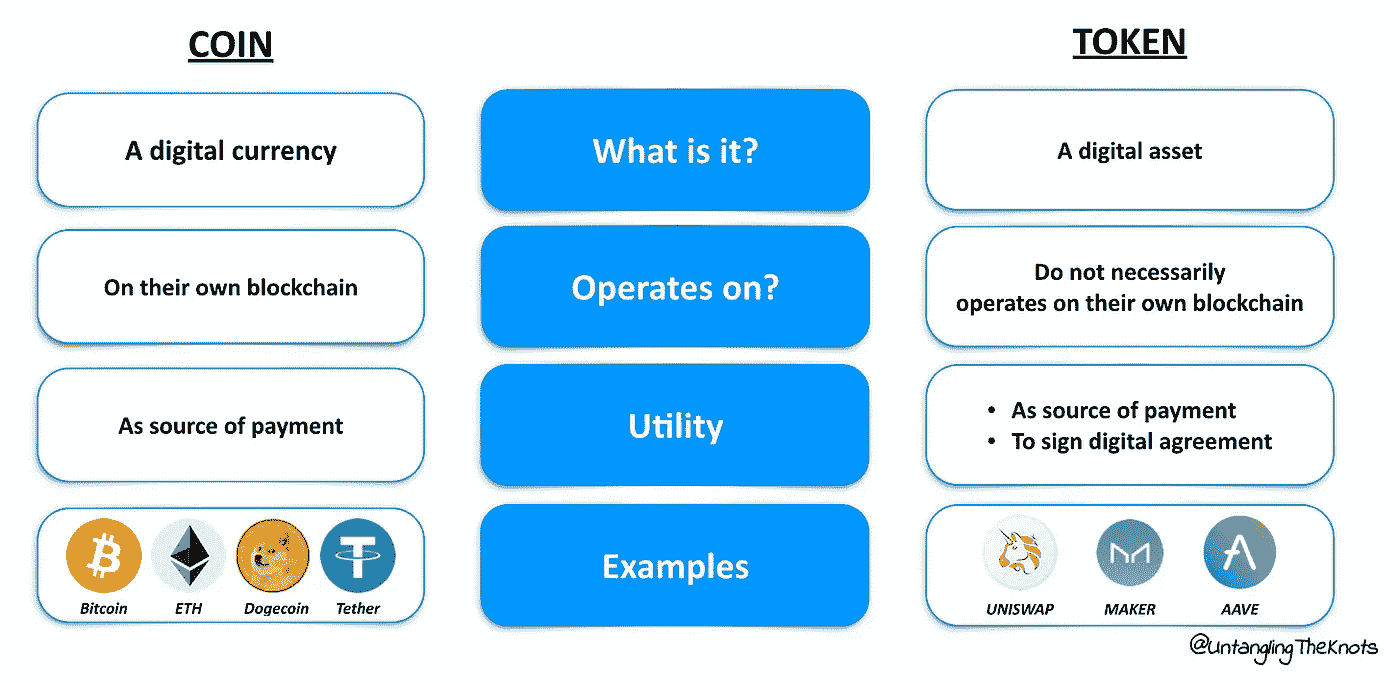 COIN
TOKEN
A digital currency
What is it?
A digital asset
On their own blockchain
Operates on?
Do not necessarily
operates on their own blockchain
As source of payment
Utility
• As source of payment
• To sign digital agreement
Bitcoin ETH Dogecoin Tether
Examples
UNISWAP MAKER AAVE
@UntanglingTheKnots